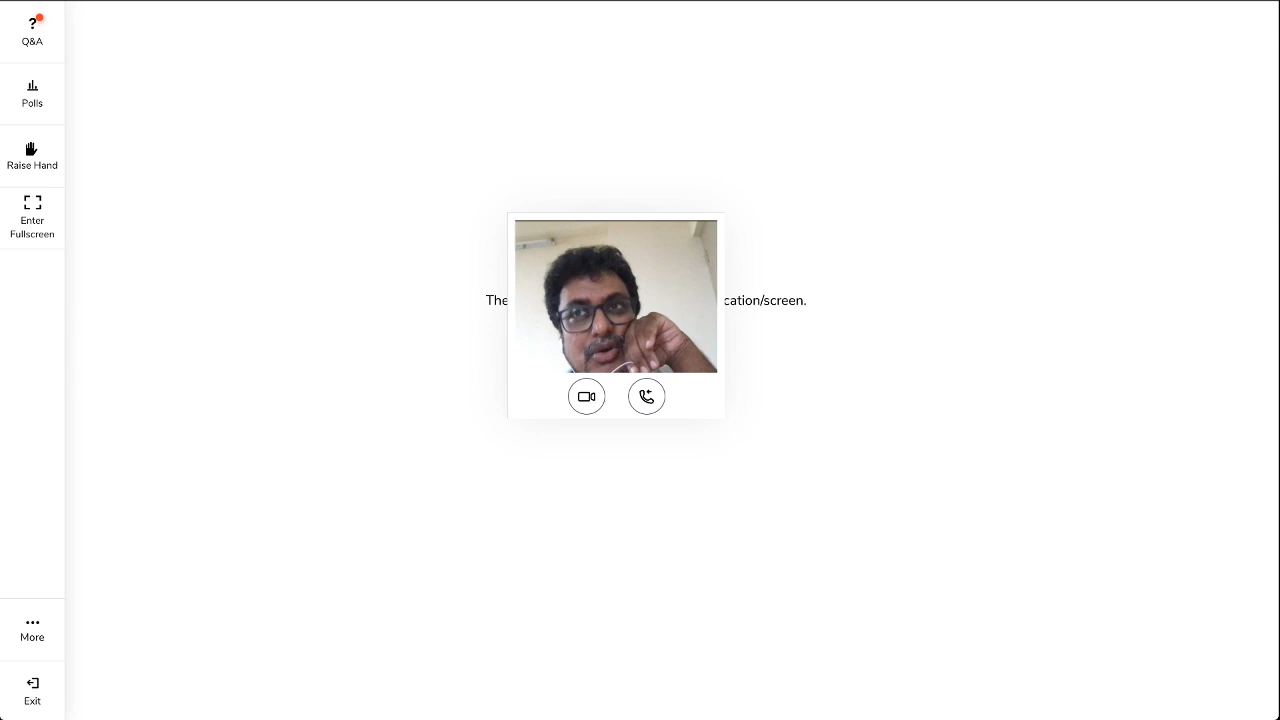 ?
Q&A
Polls
Raise Hand
Enter
Fullscreen
The cation/screen.
More
Exit